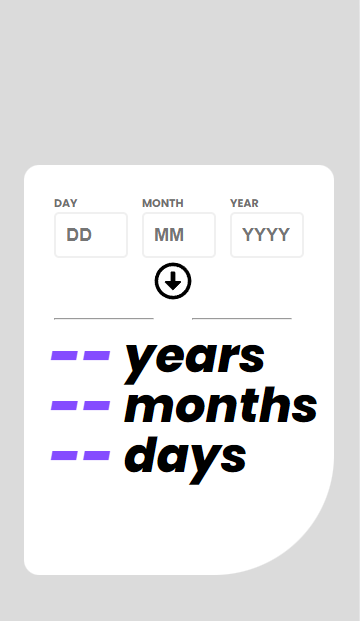 DAY MONTH YEAR
DD MM YYYY
-- years
-- months
-- days